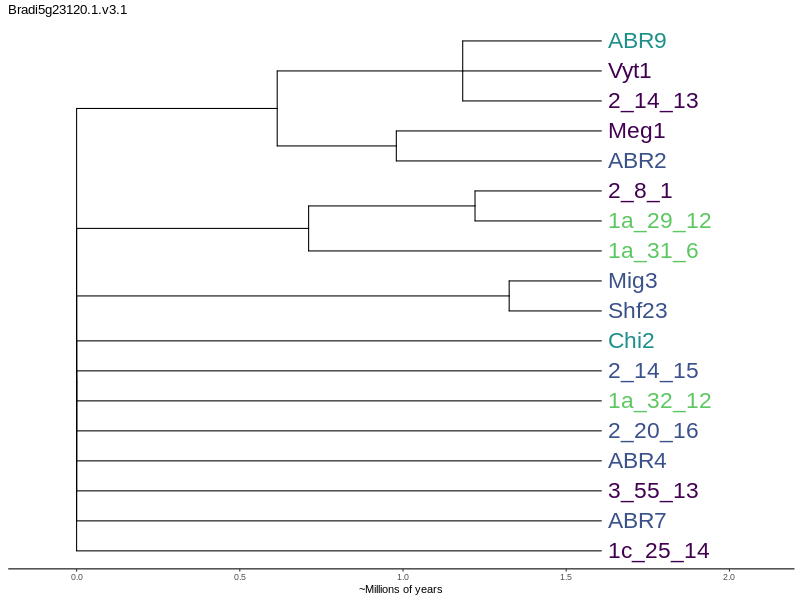 Bradi5g23120.1.v3.1
ABR9
Vyt1
2_14_13
Meg1
ABR2
2_8_1
1a_29_12
1a_31_6
Mig3
Shf23
Chi2
2_14_15
1a_32_12
2_20_16
ABR4
3_55_13
ABR7
1c_25_14
0.0 0.5 1.0 1.5 2.0
~Millions of years